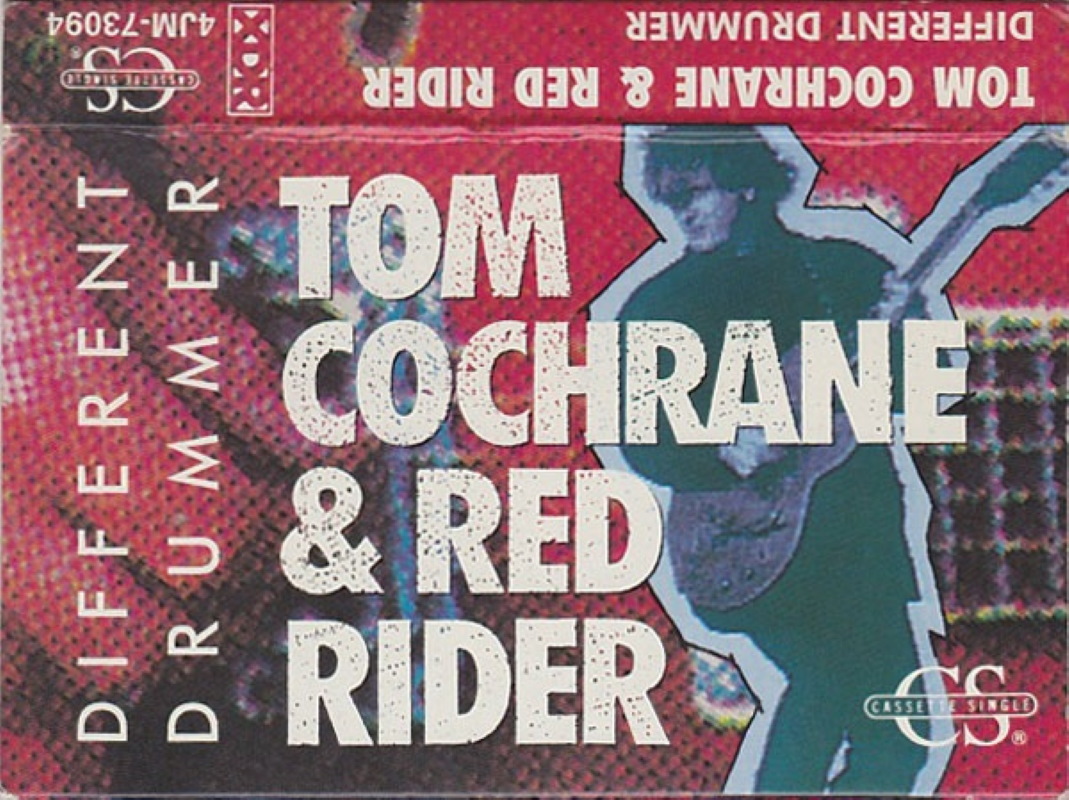 TOM COCHRANE & RED RIDER
DIFFERENT DRUMMER
XDR
CS
CASSETTE SINGLE
®
4JM-73094
DIFFERENT
DRUMMER
TOM
COCHRANE
& RED
RIDER
CS
CASSETTE SINGLE
®